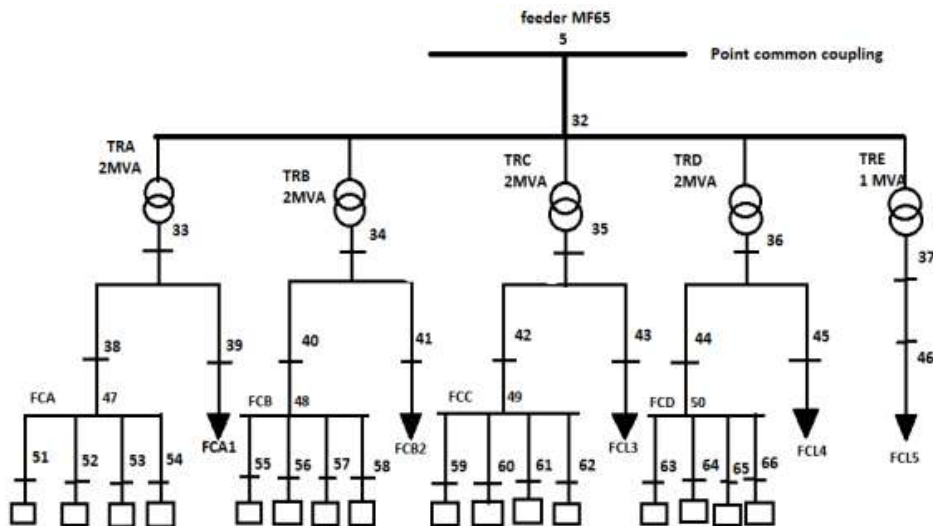 feeder MF65
5
Point common coupling
32
TRA
2MVA
TRB
2MVA
TRC
2MVA
TRD
2MVA
TRE
1 MVA
33
34
35
36
37
38
39
40
41
42
43
44
45
46
FCA
47
FCB
48
FCC
49
FCD
50
FCA1
FCB2
FCL3
FCL4
FCL5
51
52
53
54
55
56
57
58
59
60
61
62
63
64
65
66